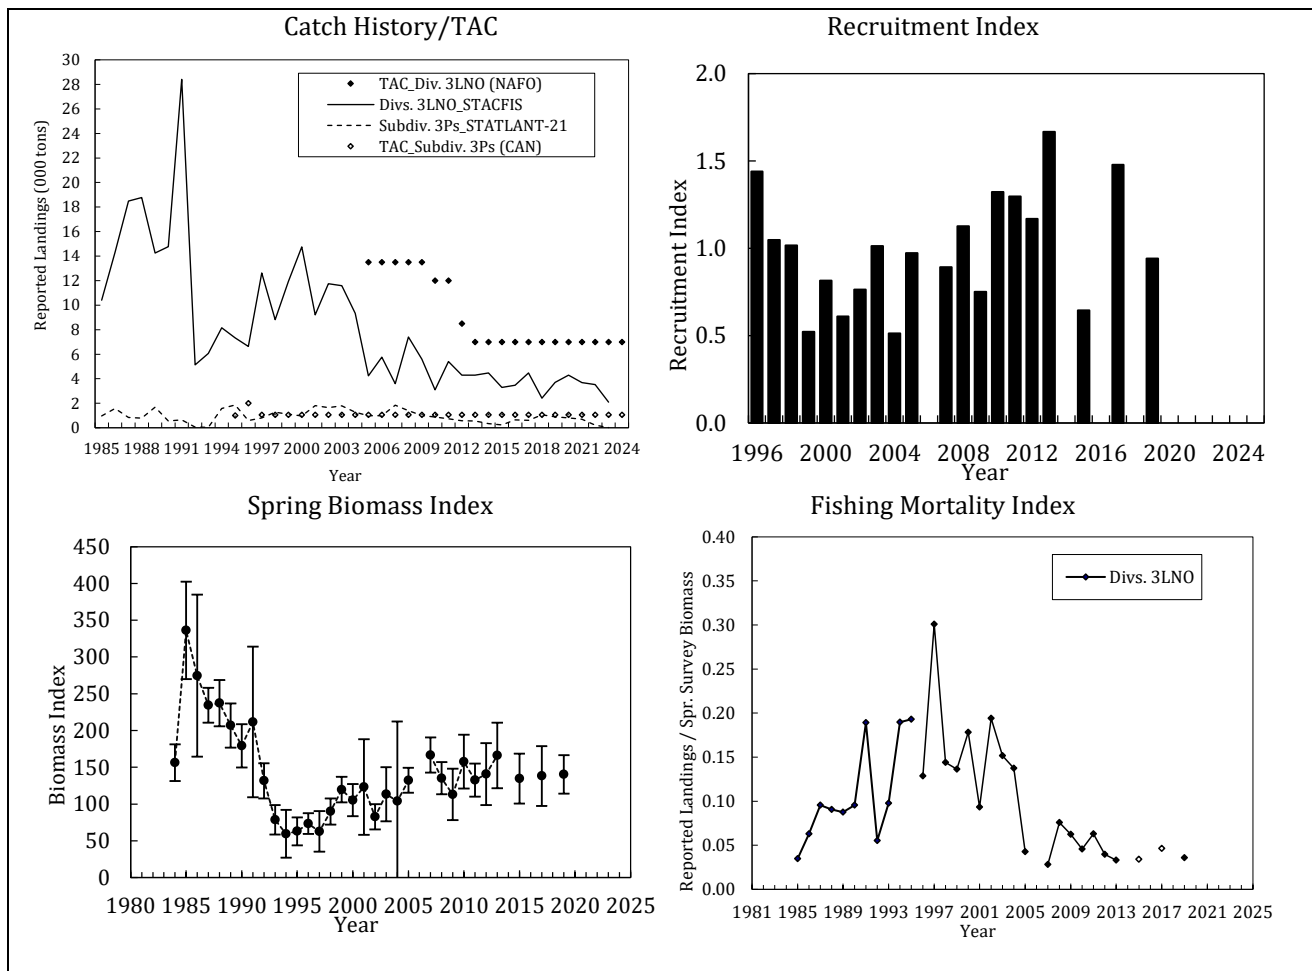 Catch History/TAC
30
28
26
24
22
20
18
16
14
12
10
8
6
4
2
0
Reported Landings (000 tons)
TAC_Div. 3LNO (NAFO)
Divs. 3LNO_STACFIS
Subdiv. 3Ps_STATLANT-21
TAC_Subdiv. 3Ps (CAN)
1985 1988 1991 1994 1997 2000 2003 2006 2009 2012 2015 2018 2021 2024
Year
Recruitment Index
2.0
1.5
1.0
0.5
0.0
Recruitment Index
1996 2000 2004 2008 2012 2016 2020 2024
Year
Spring Biomass Index
450
400
350
300
250
200
150
100
50
0
Biomass Index
1980 1985 1990 1995 2000 2005 2010 2015 2020 2025
Year
Fishing Mortality Index
0.40
0.35
0.30
0.25
0.20
0.15
0.10
0.05
0.00
Reported Landings / Spr. Survey Biomass
Divs. 3LNO
1981 1985 1989 1993 1997 2001 2005 2009 2013 2017 2021 2025
Year